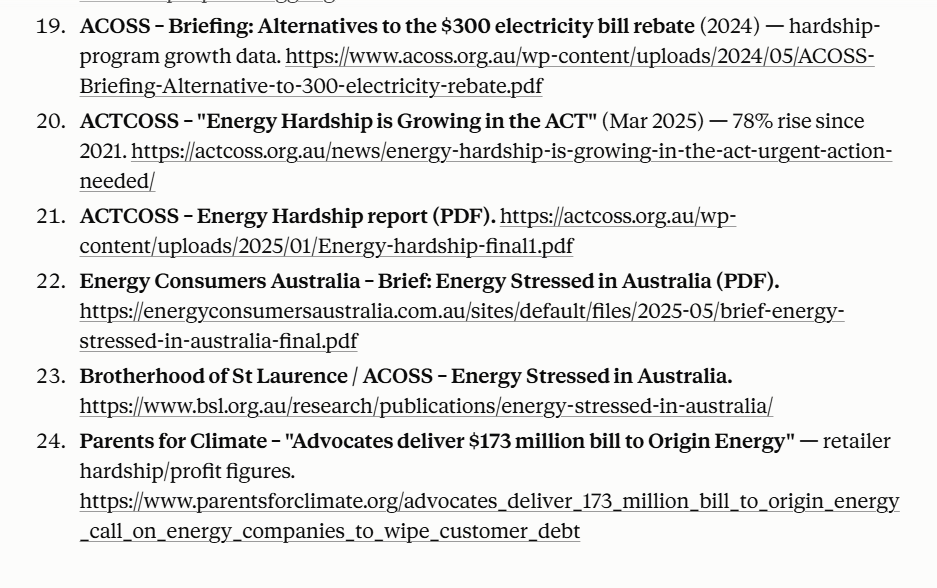 19. ACOSS – Briefing: Alternatives to the $300 electricity bill rebate (2024) — hardship-
program growth data. https://www.acoss.org.au/wp-content/uploads/2024/05/ACOSS-
Briefing-Alternative-to-300-electricity-rebate.pdf
20. ACTCOSS – "Energy Hardship is Growing in the ACT" (Mar 2025) — 78% rise since
2021. https://actcoss.org.au/news/energy-hardship-is-growing-in-the-act-urgent-action-
needed/
21. ACTCOSS – Energy Hardship report (PDF). https://actcoss.org.au/wp-
content/uploads/2025/01/Energy-hardship-final1.pdf
22. Energy Consumers Australia – Brief: Energy Stressed in Australia (PDF).
https://energyconsumersaustralia.com.au/sites/default/files/2025-05/brief-energy-
stressed-in-australia-final.pdf
23. Brotherhood of St Laurence / ACOSS – Energy Stressed in Australia.
https://www.bsl.org.au/research/publications/energy-stressed-in-australia/
24. Parents for Climate – "Advocates deliver $173 million bill to Origin Energy" — retailer
hardship/profit figures.
https://www.parentsforclimate.org/advocates_deliver_173_million_bill_to_origin_energy
_call_on_energy_companies_to_wipe_customer_debt